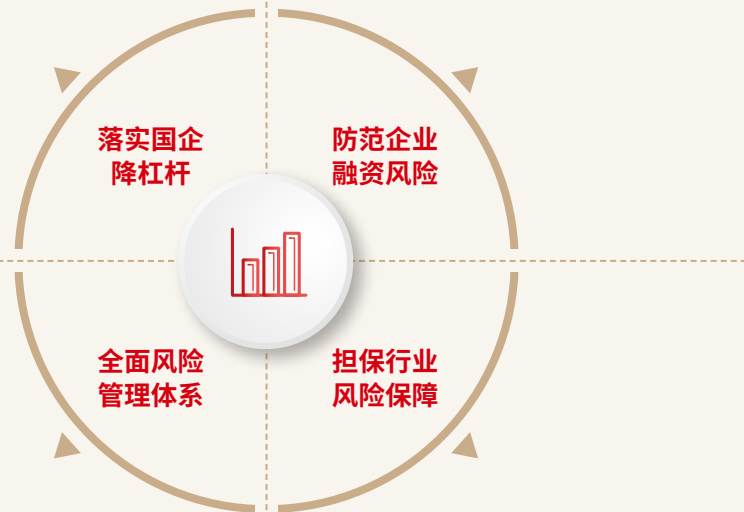 落实国企
降杠杆
防范企业
融资风险
全面风险
管理体系
担保行业
风险保障